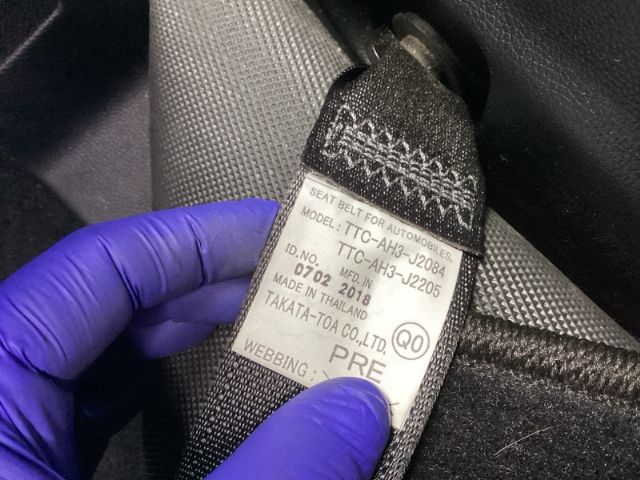 SEAT BELT FOR AUTOMOBILES.
MODEL: TTC-AH3-J2084
TTC-AH3-J2205
ID.NO. MFD. IN
0702 2018
MADE IN THAILAND
TAKATA-TOA CO.,LTD. Q0
PRE
WEBBING: